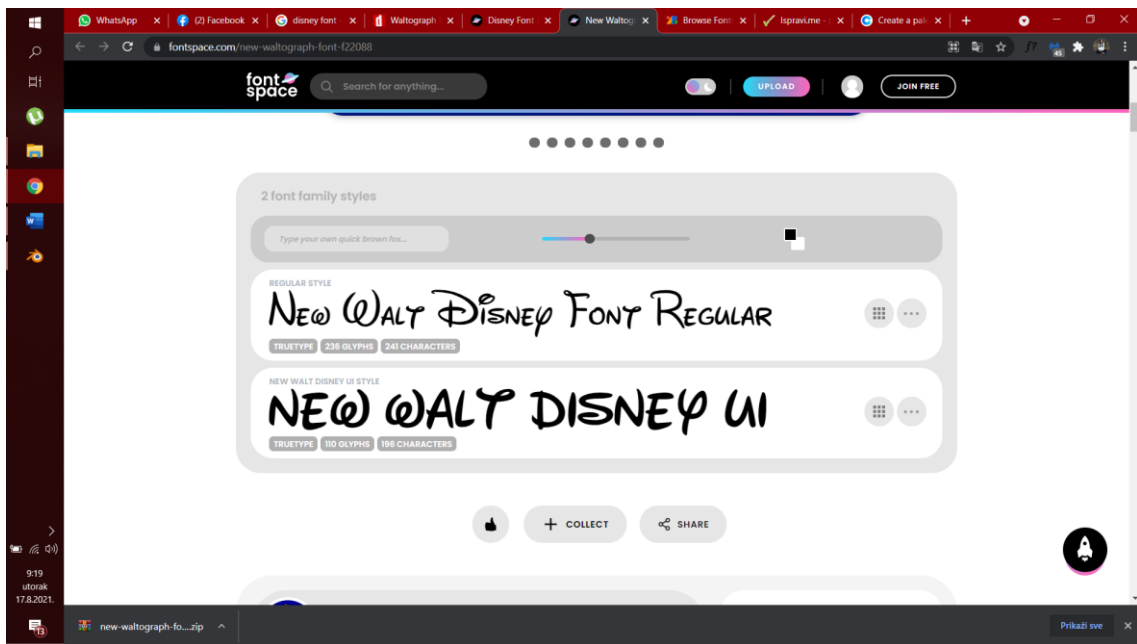 WhatsApp
(2) Facebook
disney font
Waltograph
Disney Font
New Waltog
Browse Font
Ispravi.me -
Create a pal
fontspace.com/new-waltograph-font-f22088
45
font space
Search for anything...
UPLOAD
JOIN FREE
2 font family styles
Type your own quick brown fox...
REGULAR STYLE
New Walt Disney Font Regular
TRUETYPE 236 GLYPHS 241 CHARACTERS
NEW WALT DISNEY UI STYLE
NEW WALT DISNEY UI
TRUETYPE 110 GLYPHS 196 CHARACTERS
+ COLLECT
SHARE
9:19
utorak
17.8.2021.
13
new-waltograph-fo....zip
Prikaži sve